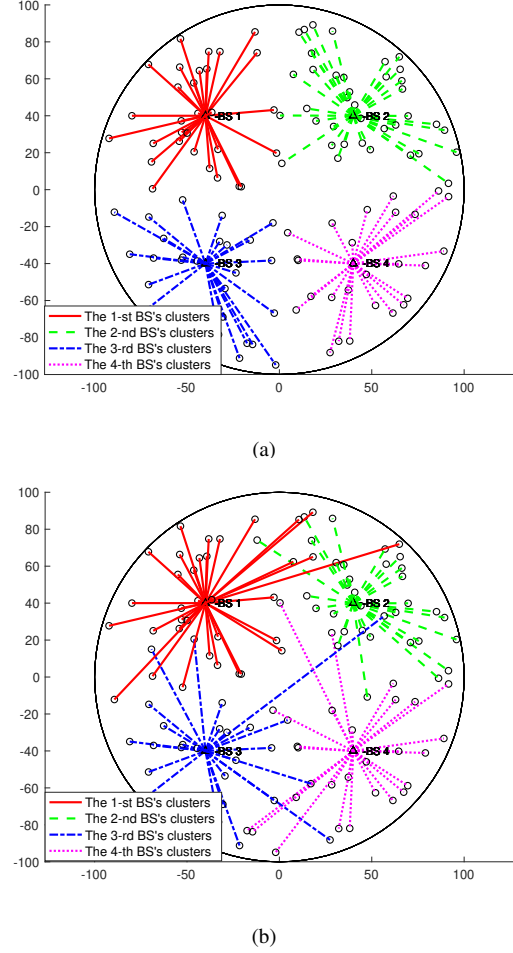 100
80
60
40
20
0
-20
-40
-60
-80
-100
BS 1
BS 2
BS 3
BS 4
The 1-st BS's clusters
The 2-nd BS's clusters
The 3-rd BS's clusters
The 4-th BS's clusters
-100 -50 0 50 100
(a)
100
80
60
40
20
0
-20
-40
-60
-80
-100
BS 1
BS 2
BS 3
BS 4
The 1-st BS's clusters
The 2-nd BS's clusters
The 3-rd BS's clusters
The 4-th BS's clusters
-100 -50 0 50 100
(b)